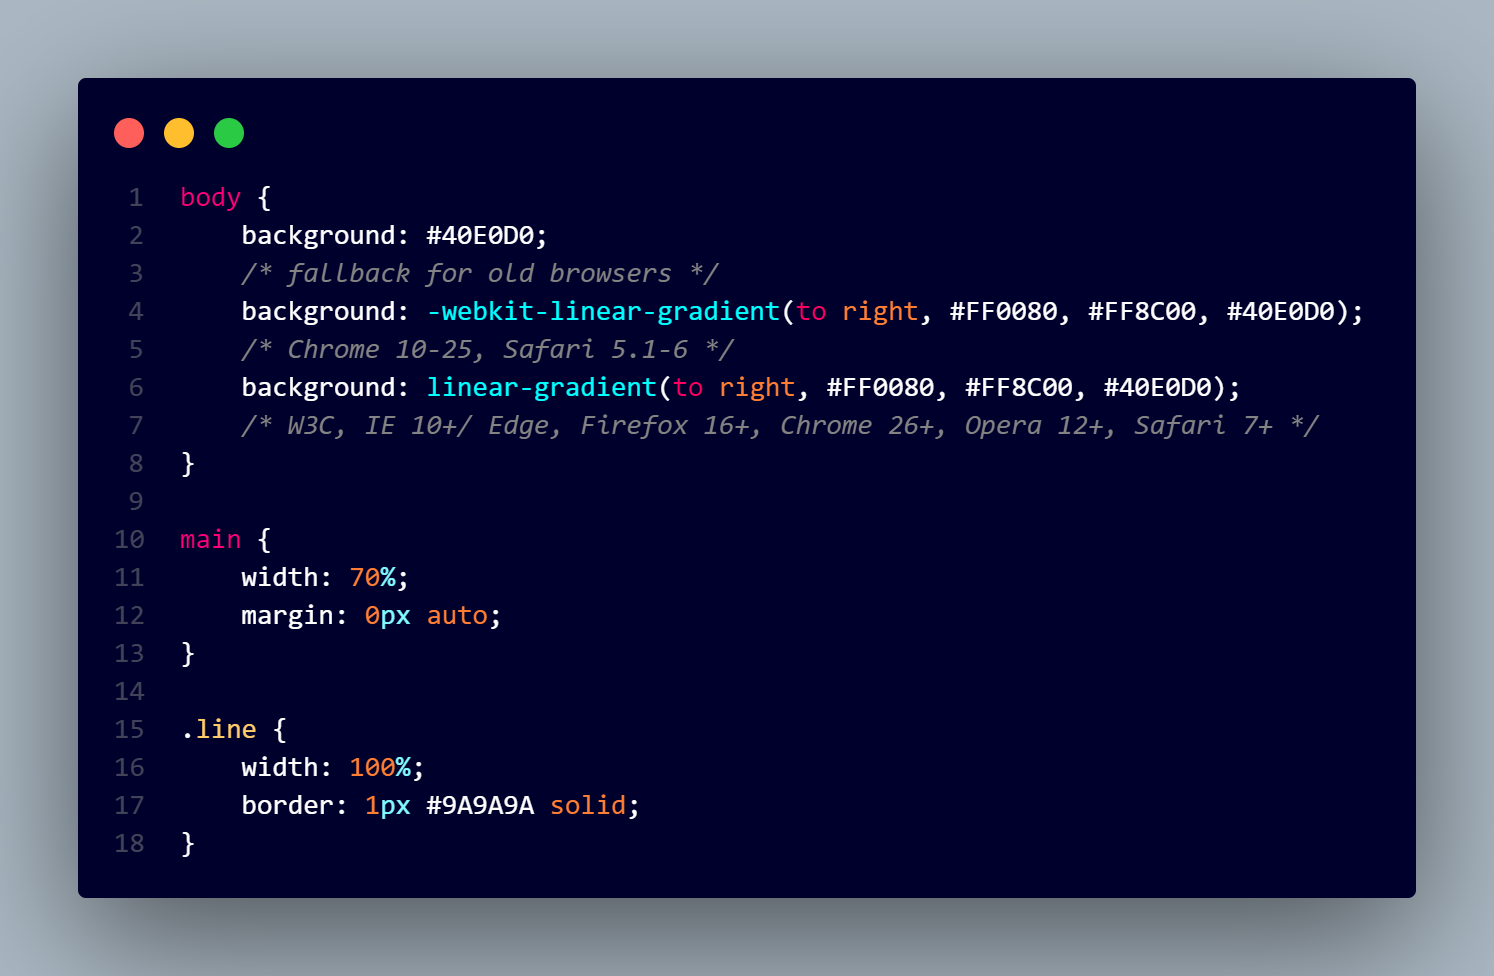 1 body {
2     background: #40E0D0;
3     /* fallback for old browsers */
4     background: -webkit-linear-gradient(to right, #FF0080, #FF8C00, #40E0D0);
5     /* Chrome 10-25, Safari 5.1-6 */
6     background: linear-gradient(to right, #FF0080, #FF8C00, #40E0D0);
7     /* W3C, IE 10+/ Edge, Firefox 16+, Chrome 26+, Opera 12+, Safari 7+ */
8 }
9
10 main {
11     width: 70%;
12     margin: 0px auto;
13 }
14
15 .line {
16     width: 100%;
17     border: 1px #9A9A9A solid;
18 }